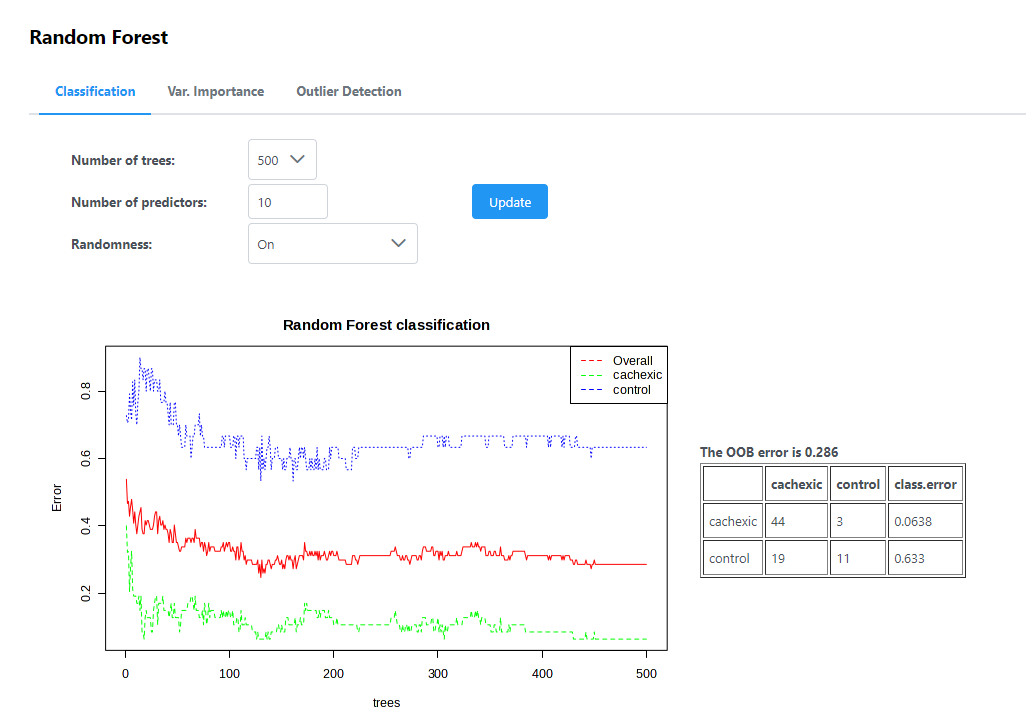 Random Forest
Classification Var. Importance Outlier Detection
Number of trees: 500
Number of predictors: 10 Update
Randomness: On
Random Forest classification
Overall
cachexic
control
Error
0.2 0.4 0.6 0.8
0 100 200 300 400 500
trees
The OOB error is 0.286
cachexic control class.error
cachexic 44 3 0.0638
control 19 11 0.633